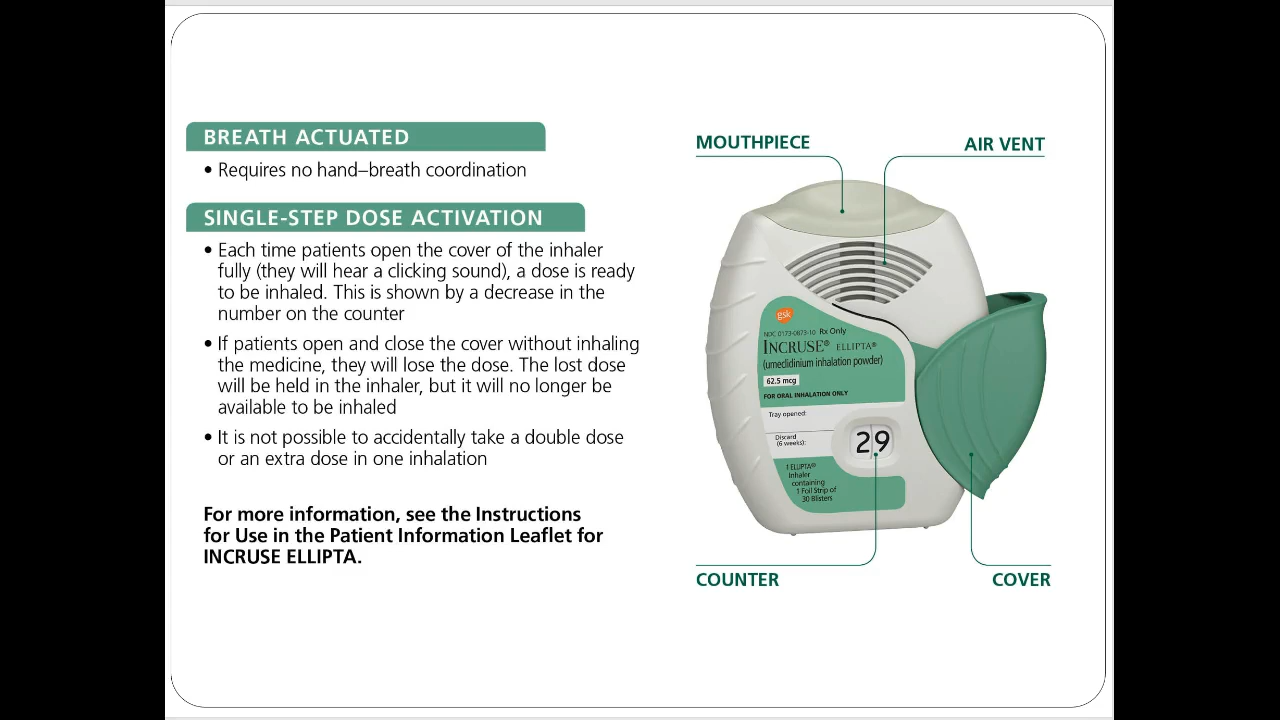 BREATH ACTUATED
• Requires no hand–breath coordination
SINGLE-STEP DOSE ACTIVATION
• Each time patients open the cover of the inhaler
fully (they will hear a clicking sound), a dose is ready
to be inhaled. This is shown by a decrease in the
number on the counter
• If patients open and close the cover without inhaling
the medicine, they will lose the dose. The lost dose
will be held in the inhaler, but it will no longer be
available to be inhaled
• It is not possible to accidentally take a double dose
or an extra dose in one inhalation
For more information, see the Instructions
for Use in the Patient Information Leaflet for
INCRUSE ELLIPTA.
MOUTHPIECE
AIR VENT
gsk
NDC 0173-0873-10 Rx Only
INCRUSE® ELLIPTA®
(umeclidinium inhalation powder)
62.5 mcg
FOR ORAL INHALATION ONLY
Tray opened:
Discard
(6 weeks):
29
1 ELLIPTA®
Inhaler
containing
1 Foil Strip of
30 Blisters
COUNTER
COVER